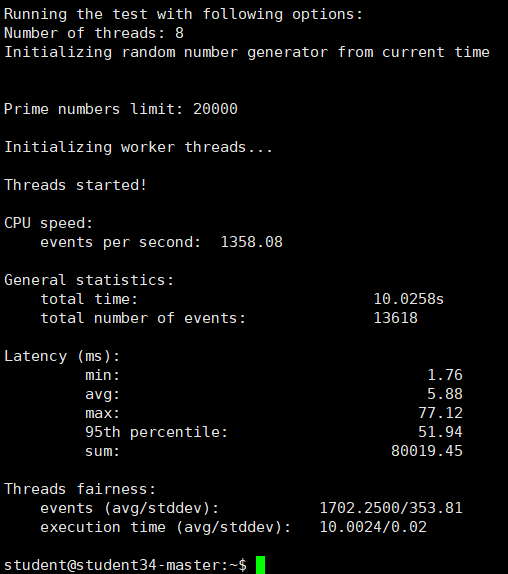 Running the test with following options:
Number of threads: 8
Initializing random number generator from current time
Prime numbers limit: 20000
Initializing worker threads...
Threads started!
CPU speed:
events per second: 1358.08
General statistics:
total time: 10.0258s
total number of events: 13618
Latency (ms):
min: 1.76
avg: 5.88
max: 77.12
95th percentile: 51.94
sum: 80019.45
Threads fairness:
events (avg/stddev): 1702.2500/353.81
execution time (avg/stddev): 10.0024/0.02
student@student34-master:~$